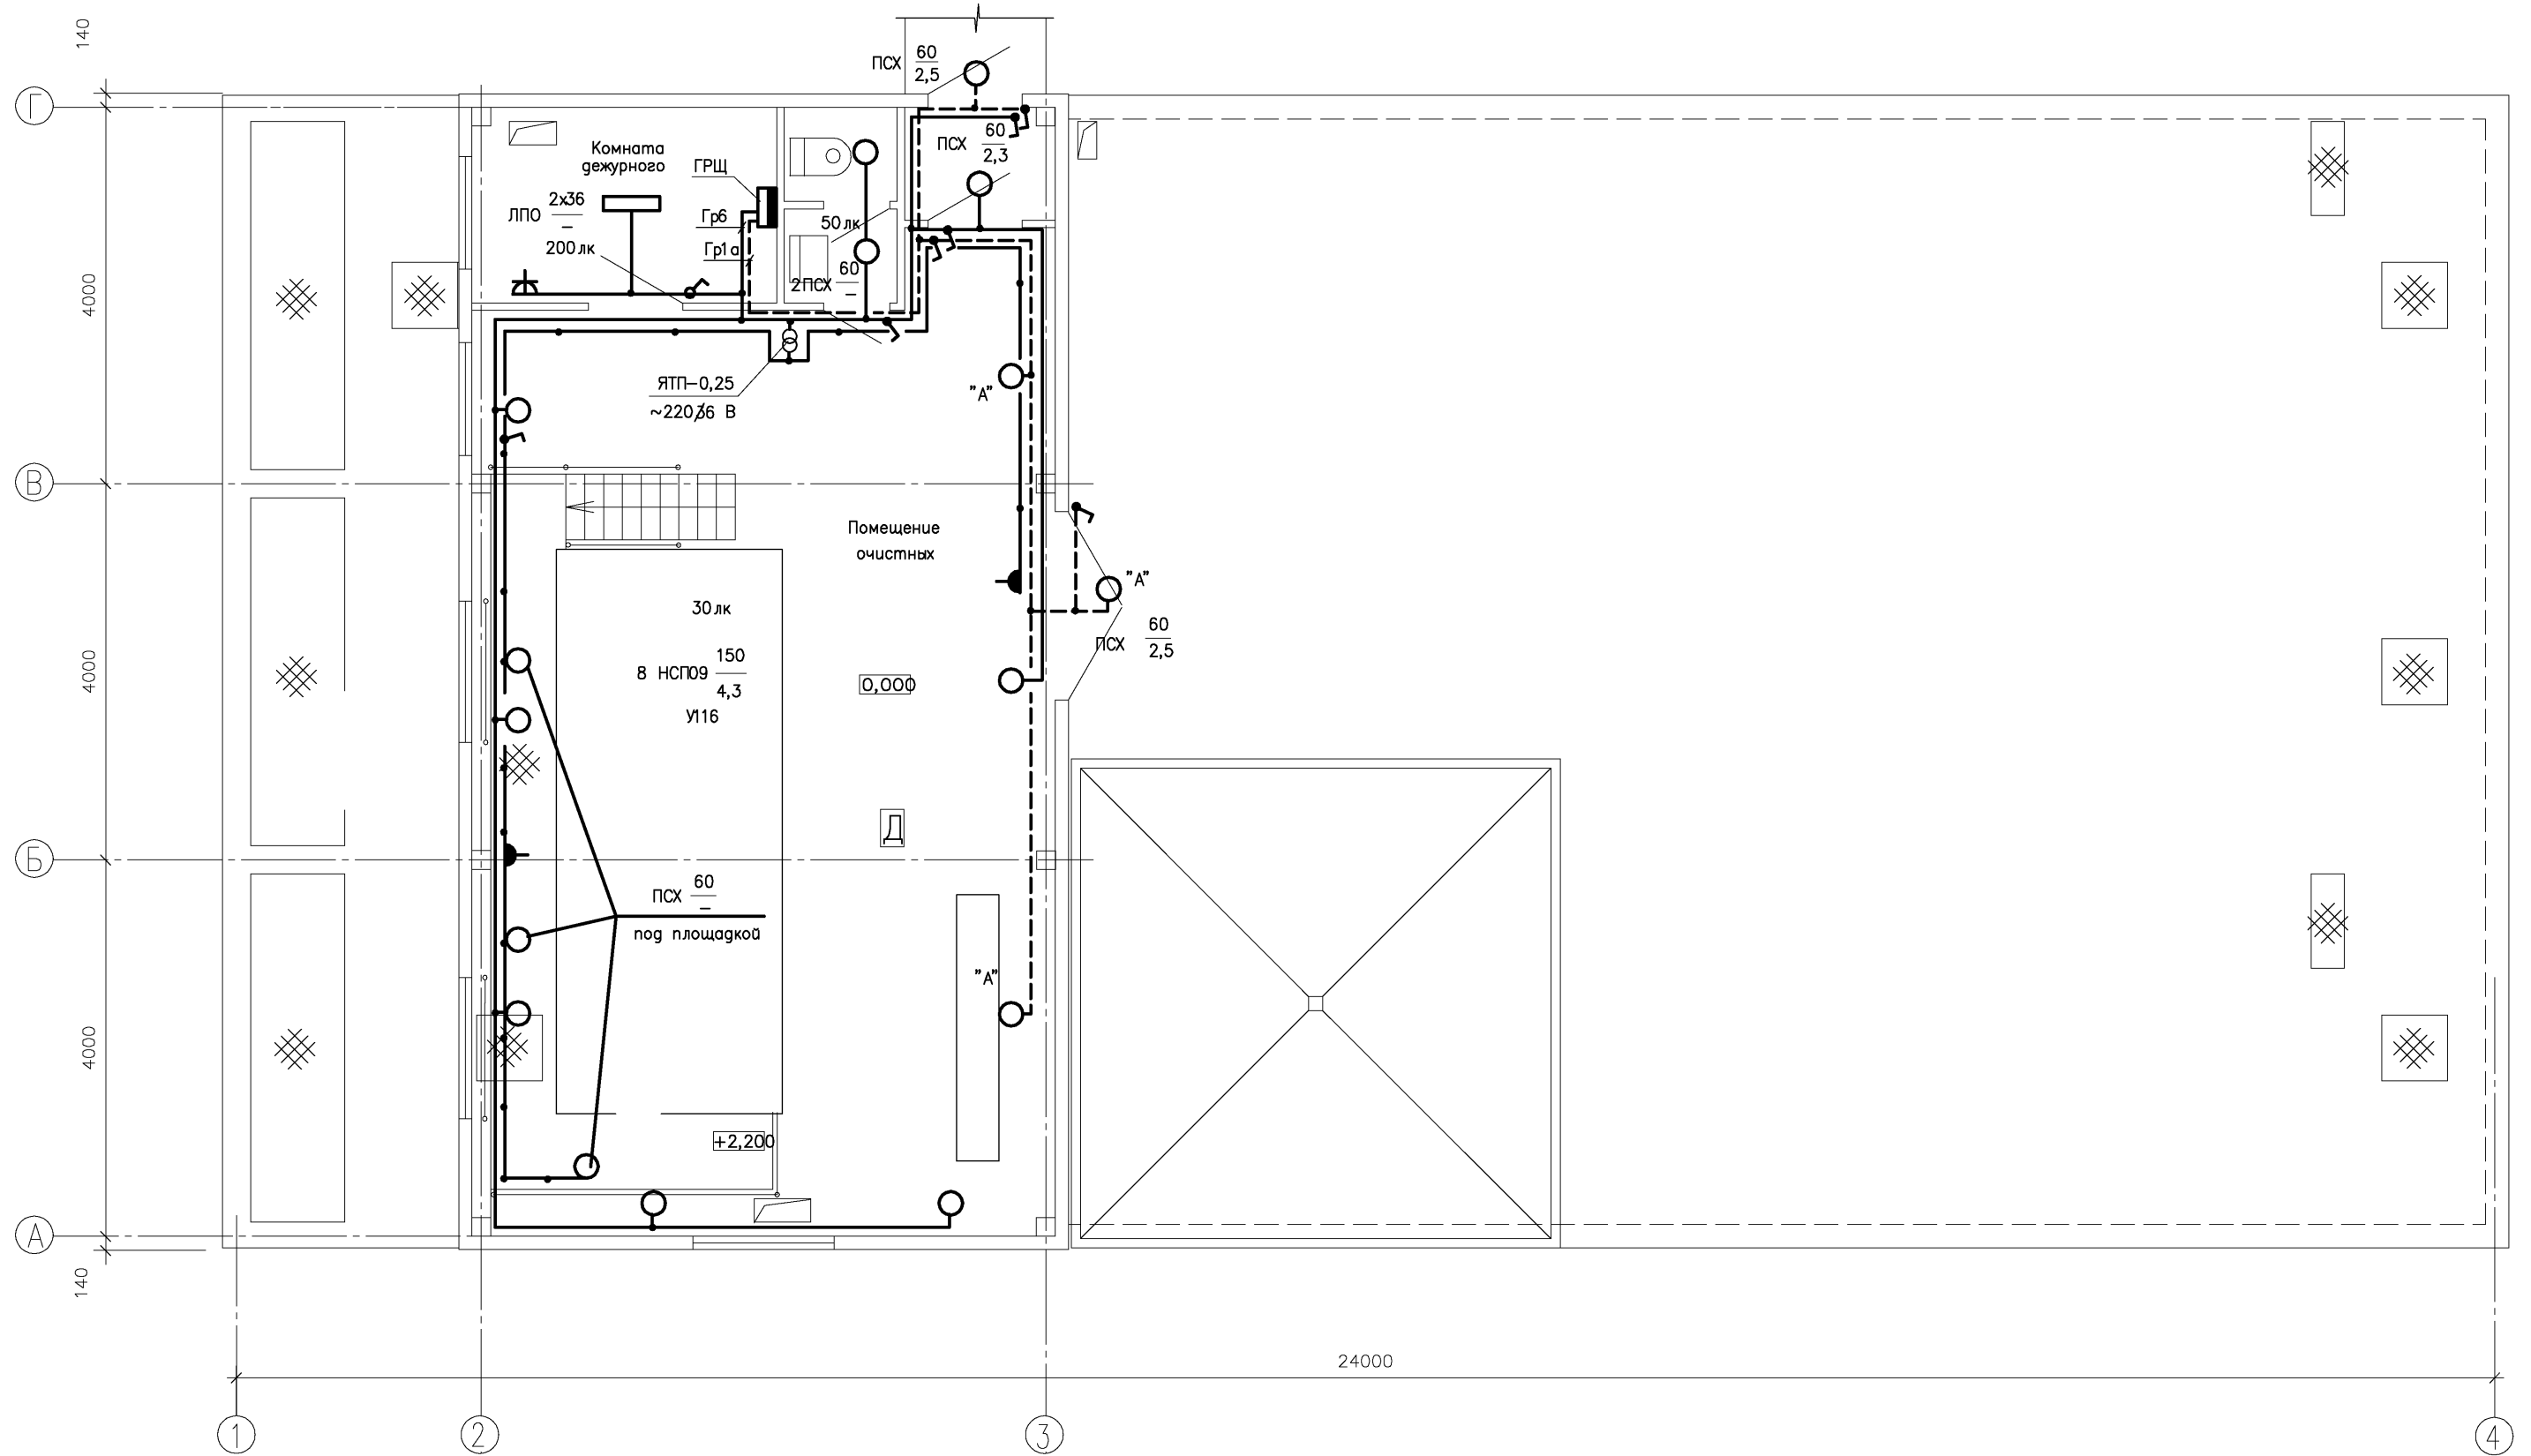 140
ПСХ 60
2,5
Г
ПСХ 60
2,3
Комната
дежурного
ГРЩ
ЛПО 2х36
–
Гр6
50 лк
200 лк
Гр1а
2ПСХ 60
–
4000
ЯТП–0,25
~220/36 В
"А"
В
Помещение
очистных
"А"
30 лк
ПСХ 60
2,5
4000
8 НСП09 150
4,3
У116
0,000
Д
Б
ПСХ 60
–
под площадкой
"А"
4000
+2,200
А
140
24000
1
2
3
4